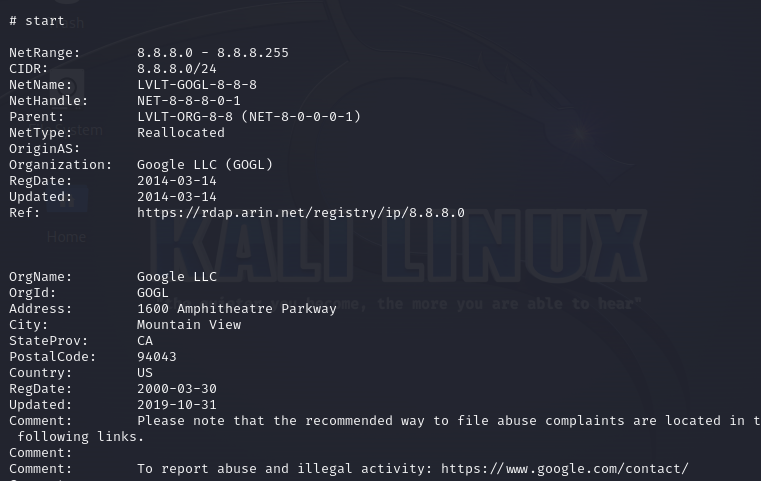 # start
NetRange: 8.8.8.0 - 8.8.8.255
CIDR: 8.8.8.0/24
NetName: LVLT-GOGL-8-8-8
NetHandle: NET-8-8-8-0-1
Parent: LVLT-ORG-8-8 (NET-8-0-0-0-1)
NetType: Reallocated
OriginAS:
Organization: Google LLC (GOGL)
RegDate: 2014-03-14
Updated: 2014-03-14
Ref: https://rdap.arin.net/registry/ip/8.8.8.0
Home
KALI LINUX
OrgName: Google LLC
OrgId: GOGL
Address: 1600 Amphitheatre Parkway
"the quieter you become, the more you are able to hear"
City: Mountain View
StateProv: CA
PostalCode: 94043
Country: US
RegDate: 2000-03-30
Updated: 2019-10-31
Comment: Please note that the recommended way to file abuse complaints are located in t
following links.
Comment:
Comment: To report abuse and illegal activity: https://www.google.com/contact/